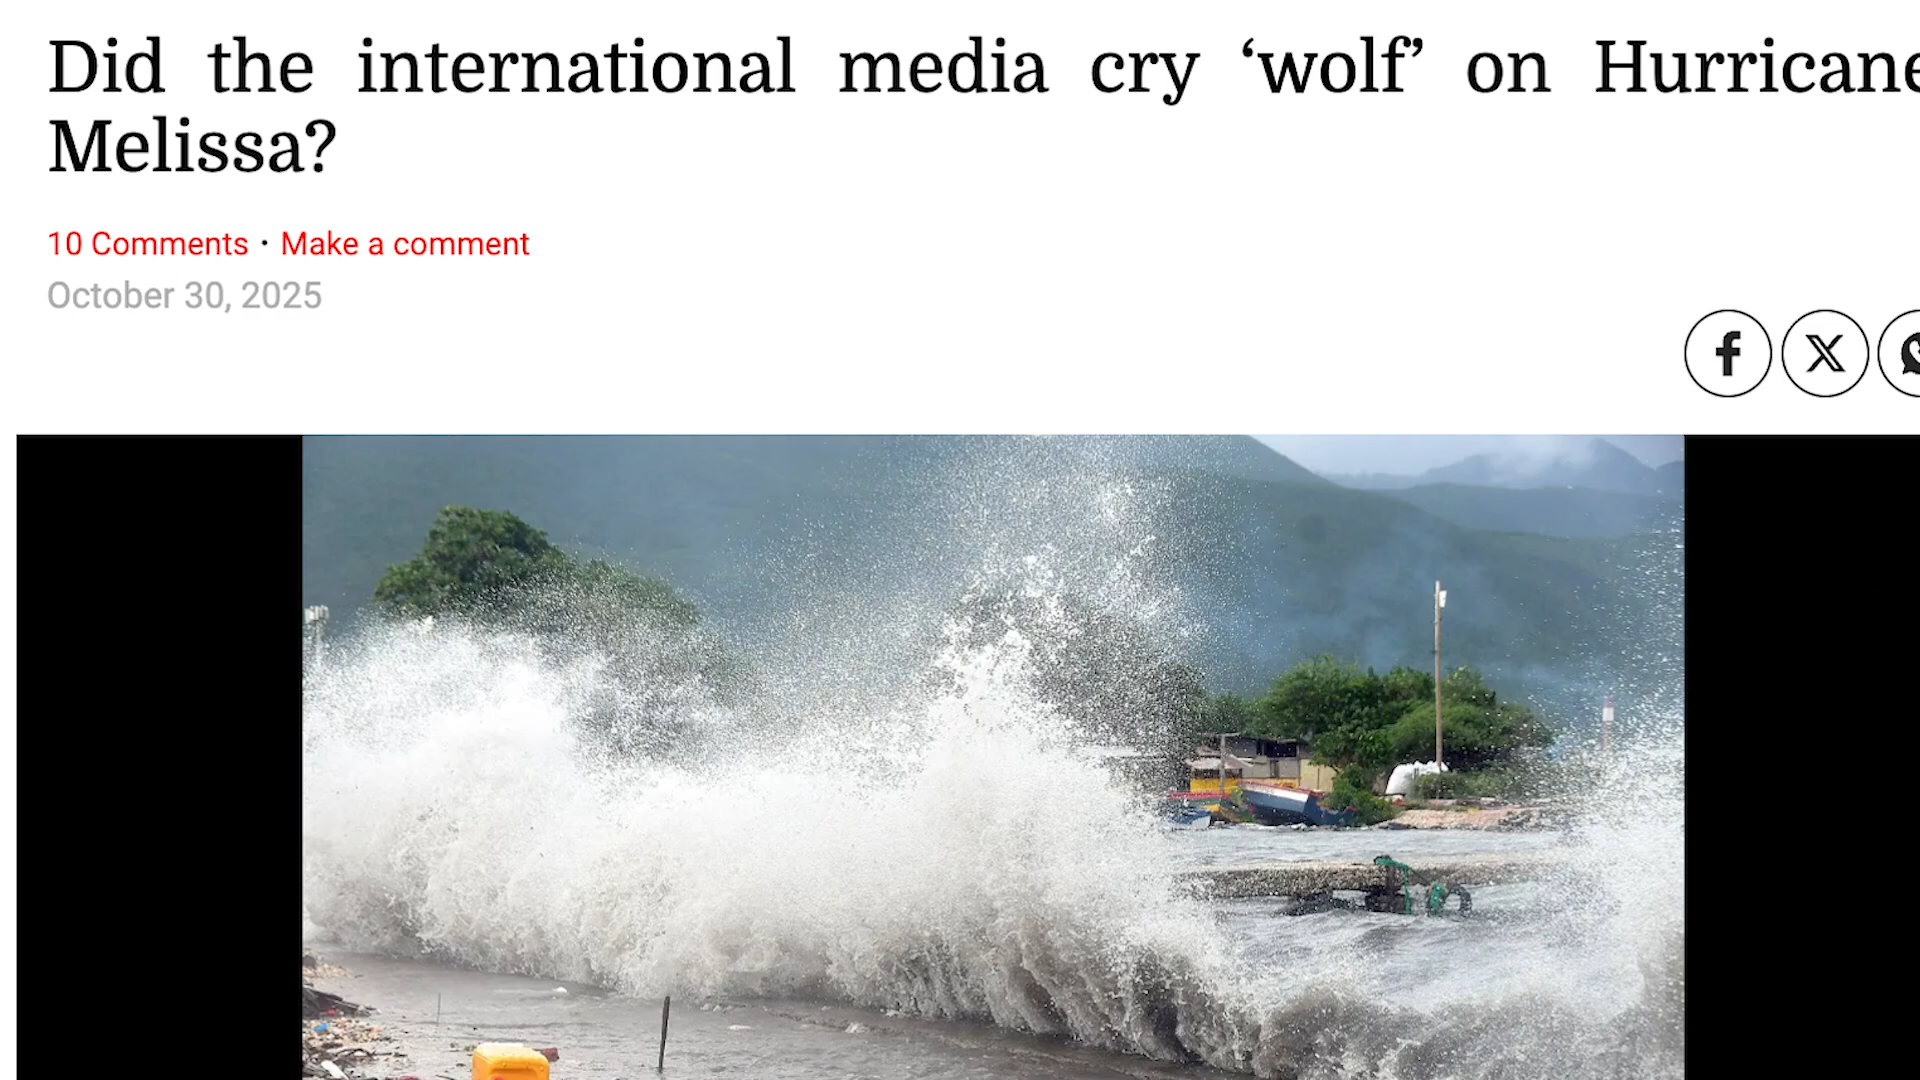 Did the international media cry ‘wolf’ on Hurricane
Melissa?
10 Comments · Make a comment
October 30, 2025